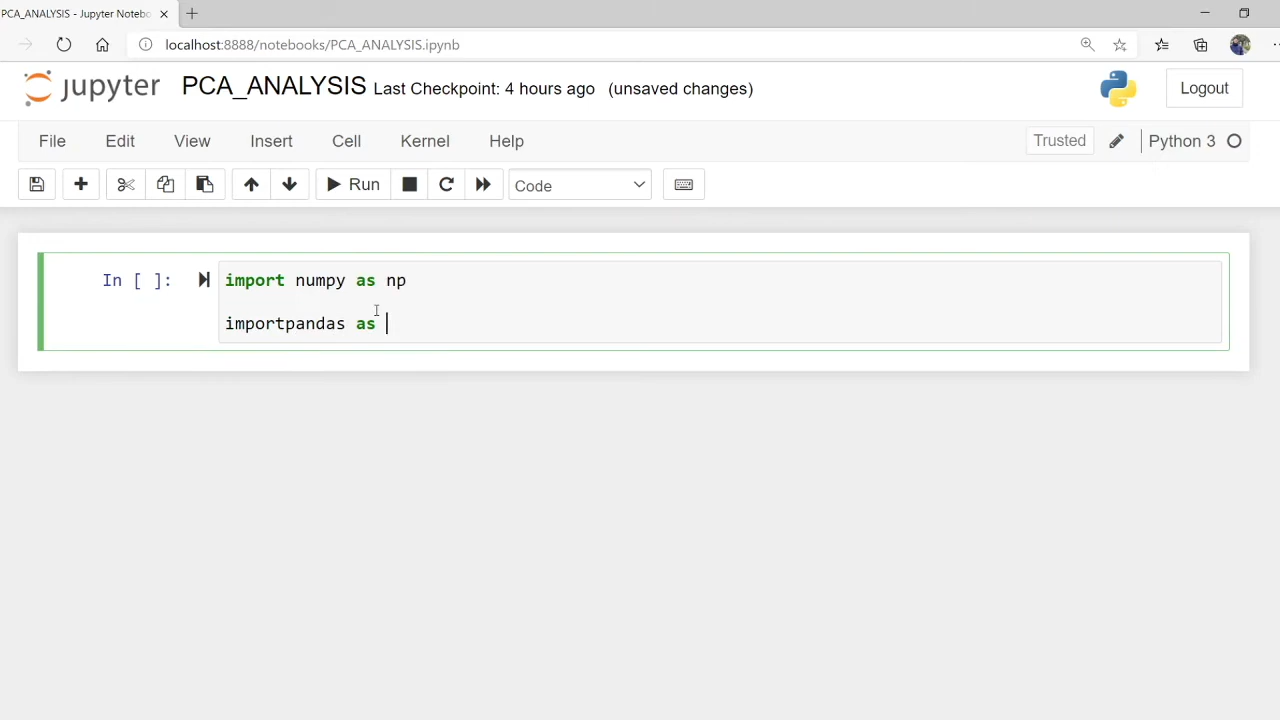 PCA_ANALYSIS - Jupyter Notebo
localhost:8888/notebooks/PCA_ANALYSIS.ipynb
jupyter PCA_ANALYSIS Last Checkpoint: 4 hours ago (unsaved changes) Logout
File Edit View Insert Cell Kernel Help Trusted Python 3
Run Code
In [ ]: import numpy as np
importpandas as